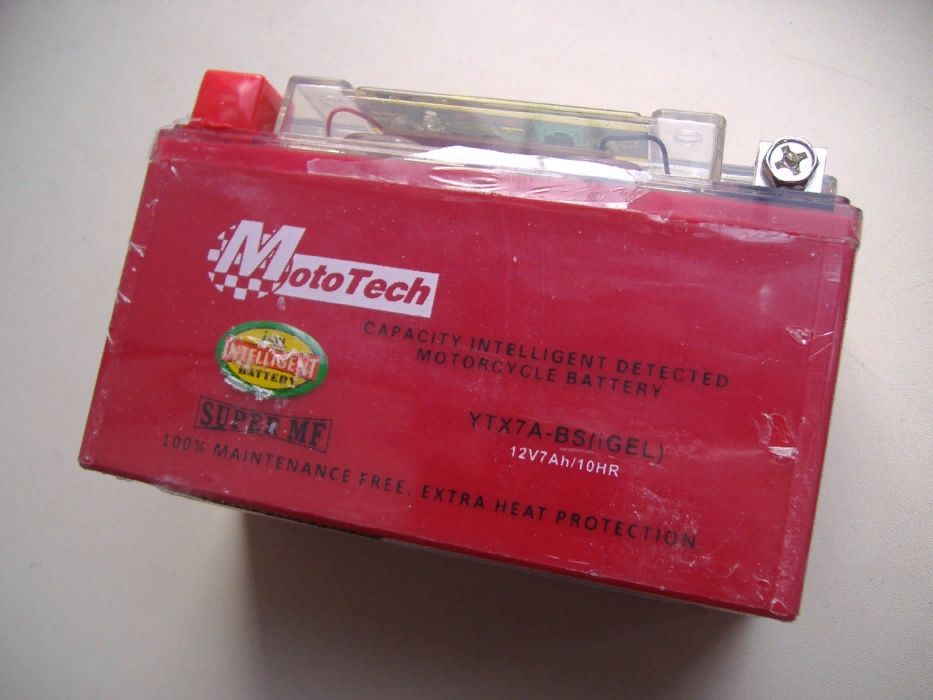 MotoTech
INTELLIGENT
BATTERY
CAPACITY INTELLIGENT DETECTED
MOTORCYCLE BATTERY
SUPER MF
YTX7A-BS(iGEL)
12V7Ah/10HR
100% MAINTENANCE FREE. EXTRA HEAT PROTECTION